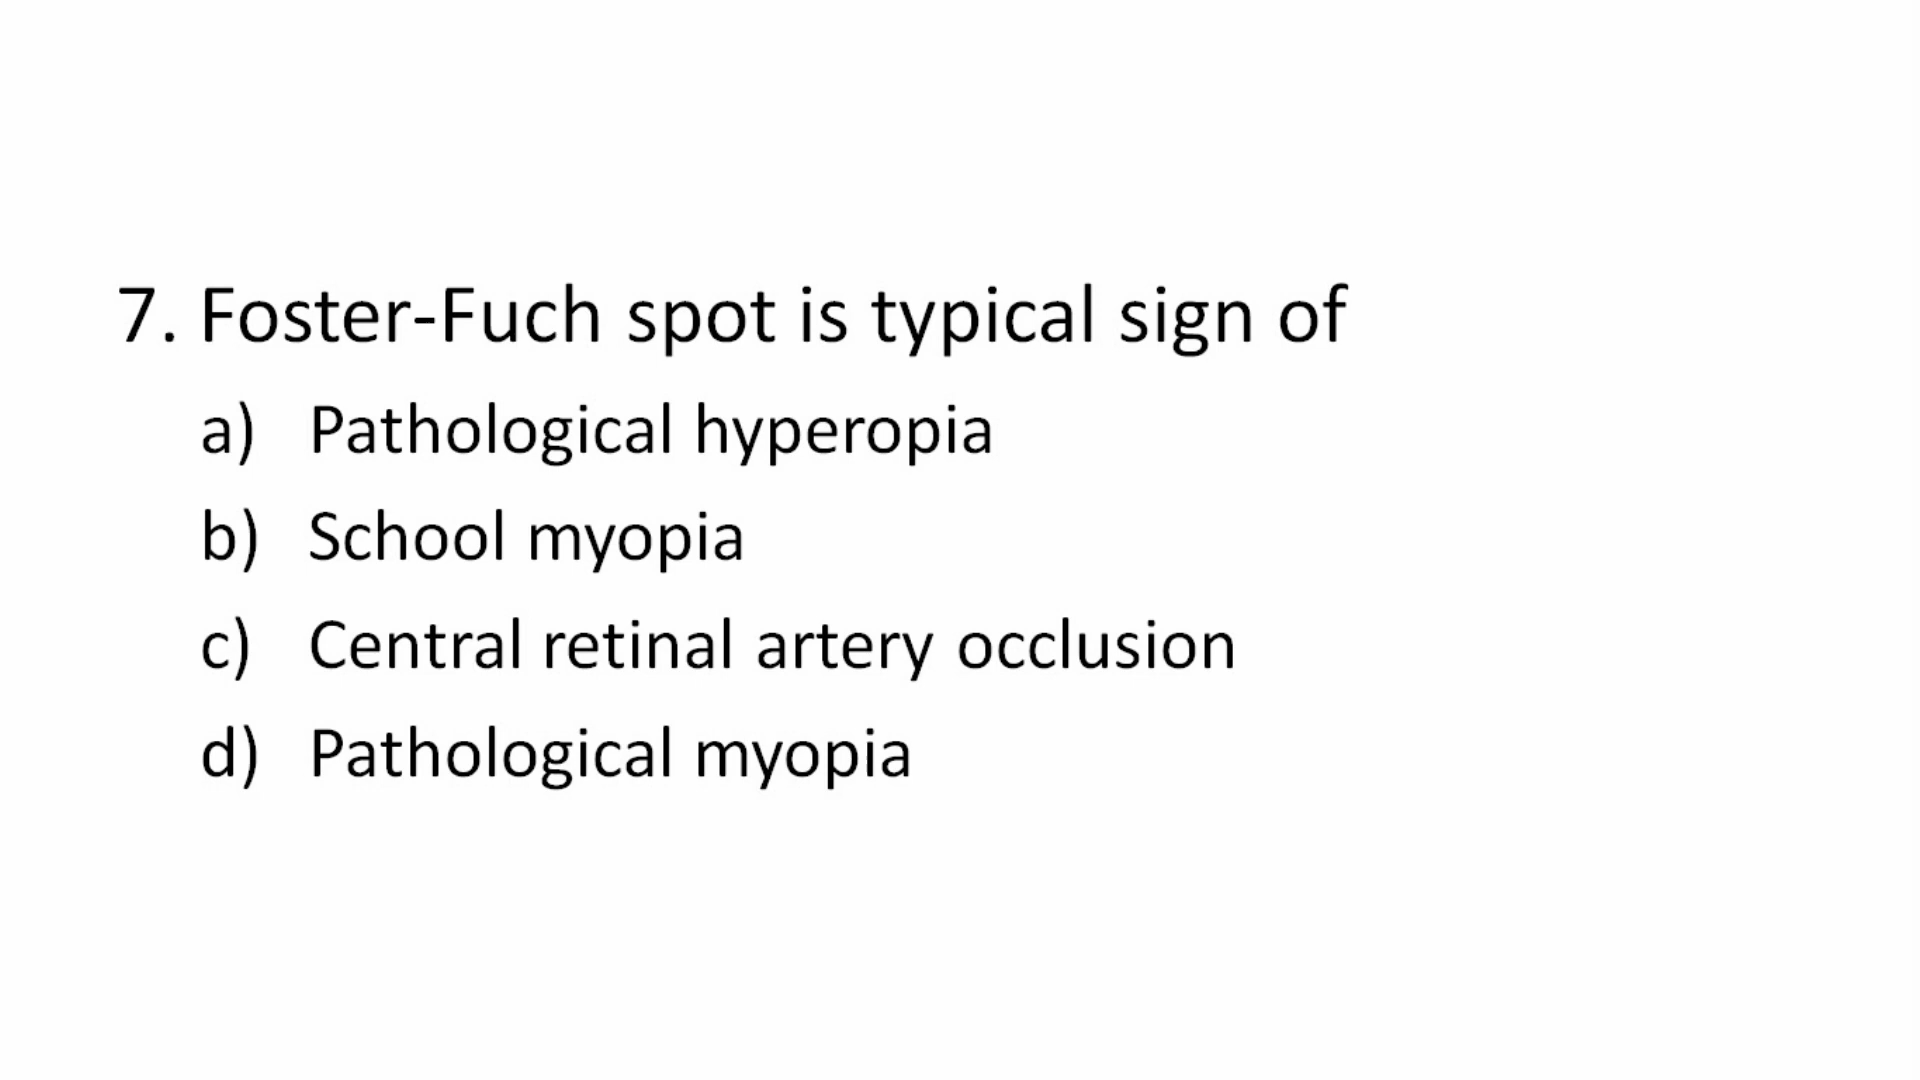 7. Foster-Fuch spot is typical sign of
a) Pathological hyperopia
b) School myopia
c) Central retinal artery occlusion
d) Pathological myopia